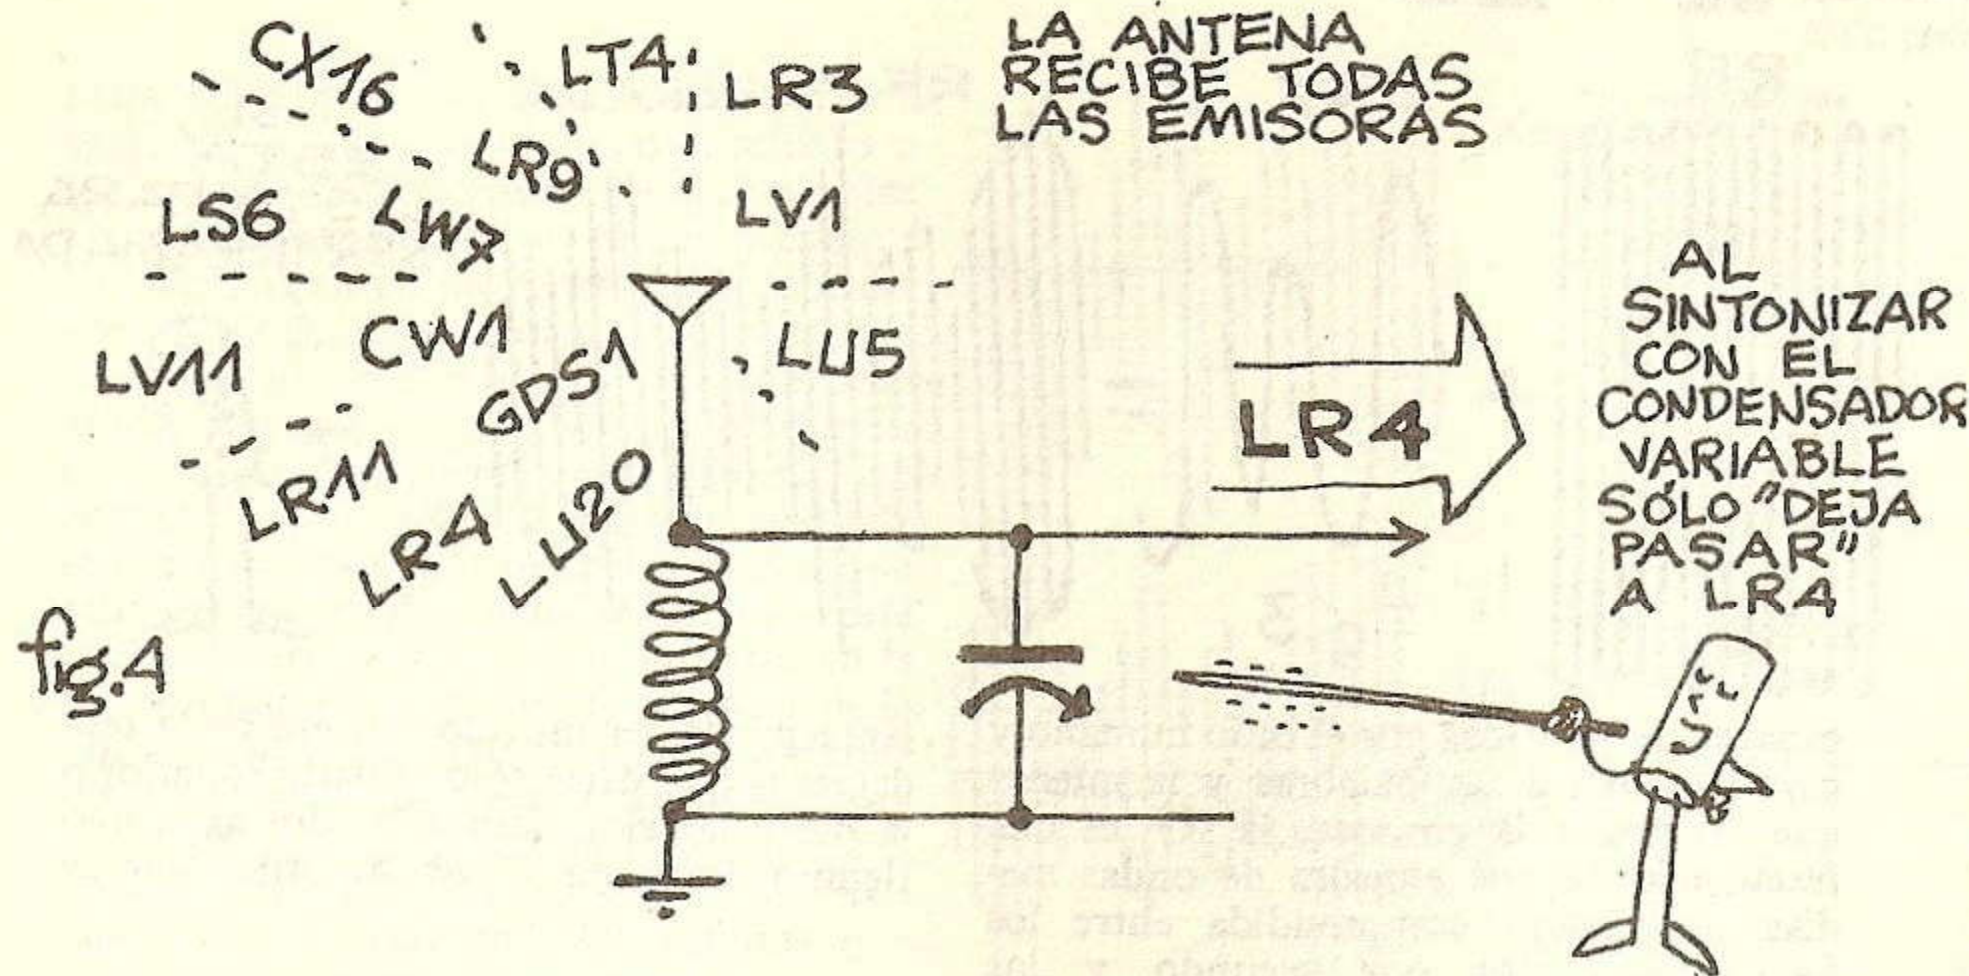 CX16
LT4
LR3
LR9
LS6
LW7
LV1
LV11
CW1
GDS1
LU5
LR11
LR4
LU20
LA ANTENA
RECIBE TODAS
LAS EMISORAS
LR4
AL
SINTONIZAR
CON EL
CONDENSADOR
VARIABLE
SÓLO "DEJA
PASAR"
A LR4
fig.4